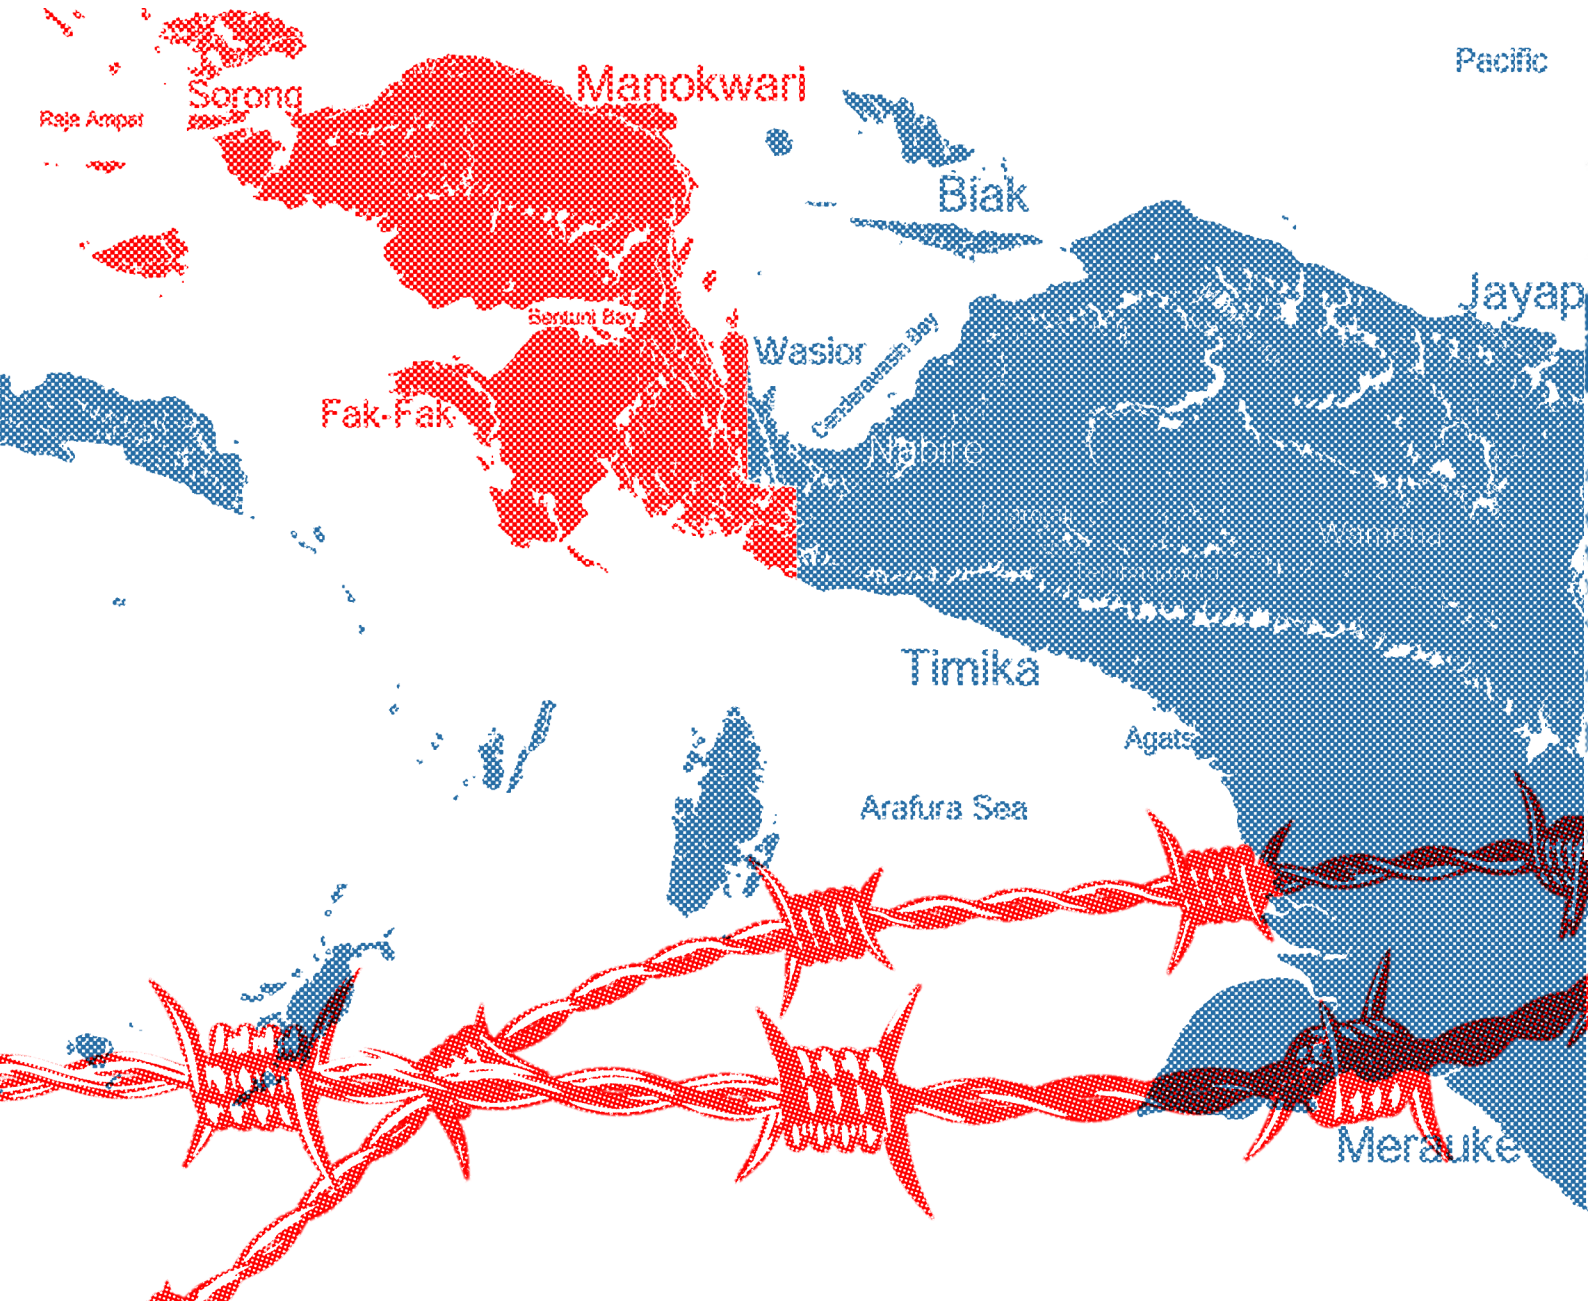 Pacific
Manokwari
Sorong
Raja Ampat
Biak
Jayap
Bentuni Bay
Wasior
Cenderawasih Bay
Fak-Fak
Nabire
Wamena
Timika
Agats
Arafura Sea
Merauke